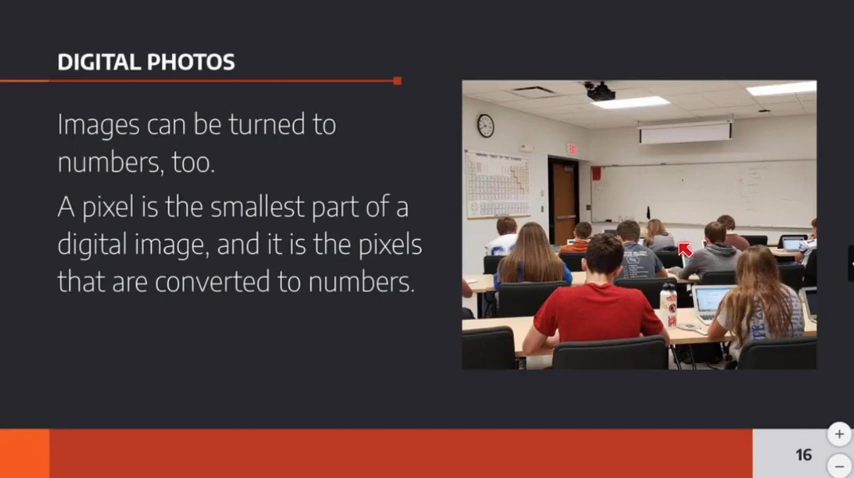 DIGITAL PHOTOS
Images can be turned to
numbers, too.
A pixel is the smallest part of a
digital image, and it is the pixels
that are converted to numbers.
16